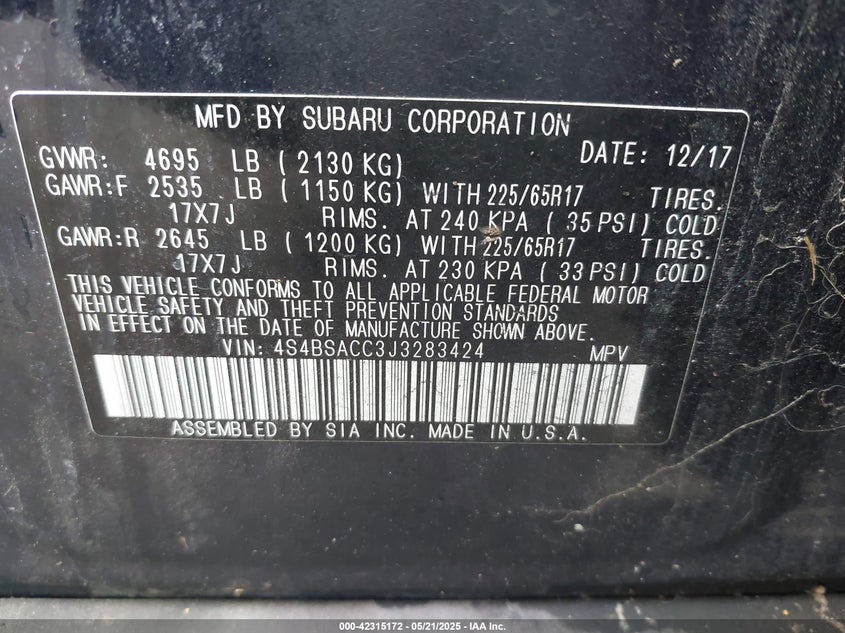 MFD BY SUBARU CORPORATION
GVWR: 4695 LB ( 2130 KG) DATE: 12/17
GAWR:F 2535 LB ( 1150 KG) WITH 225/65R17 TIRES.
17X7J RIMS. AT 240 KPA ( 35 PSI) COLD
GAWR:R 2645 LB ( 1200 KG) WITH 225/65R17 TIRES.
17X7J RIMS. AT 230 KPA ( 33 PSI) COLD
THIS VEHICLE CONFORMS TO ALL APPLICABLE FEDERAL MOTOR
VEHICLE SAFETY AND THEFT PREVENTION STANDARDS
IN EFFECT ON THE DATE OF MANUFACTURE SHOWN ABOVE.
VIN: 4S4BSACC3J3283424 MPV
ASSEMBLED BY SIA INC. MADE IN U.S.A.
000-42315172 - 05/21/2025 - IAA Inc.